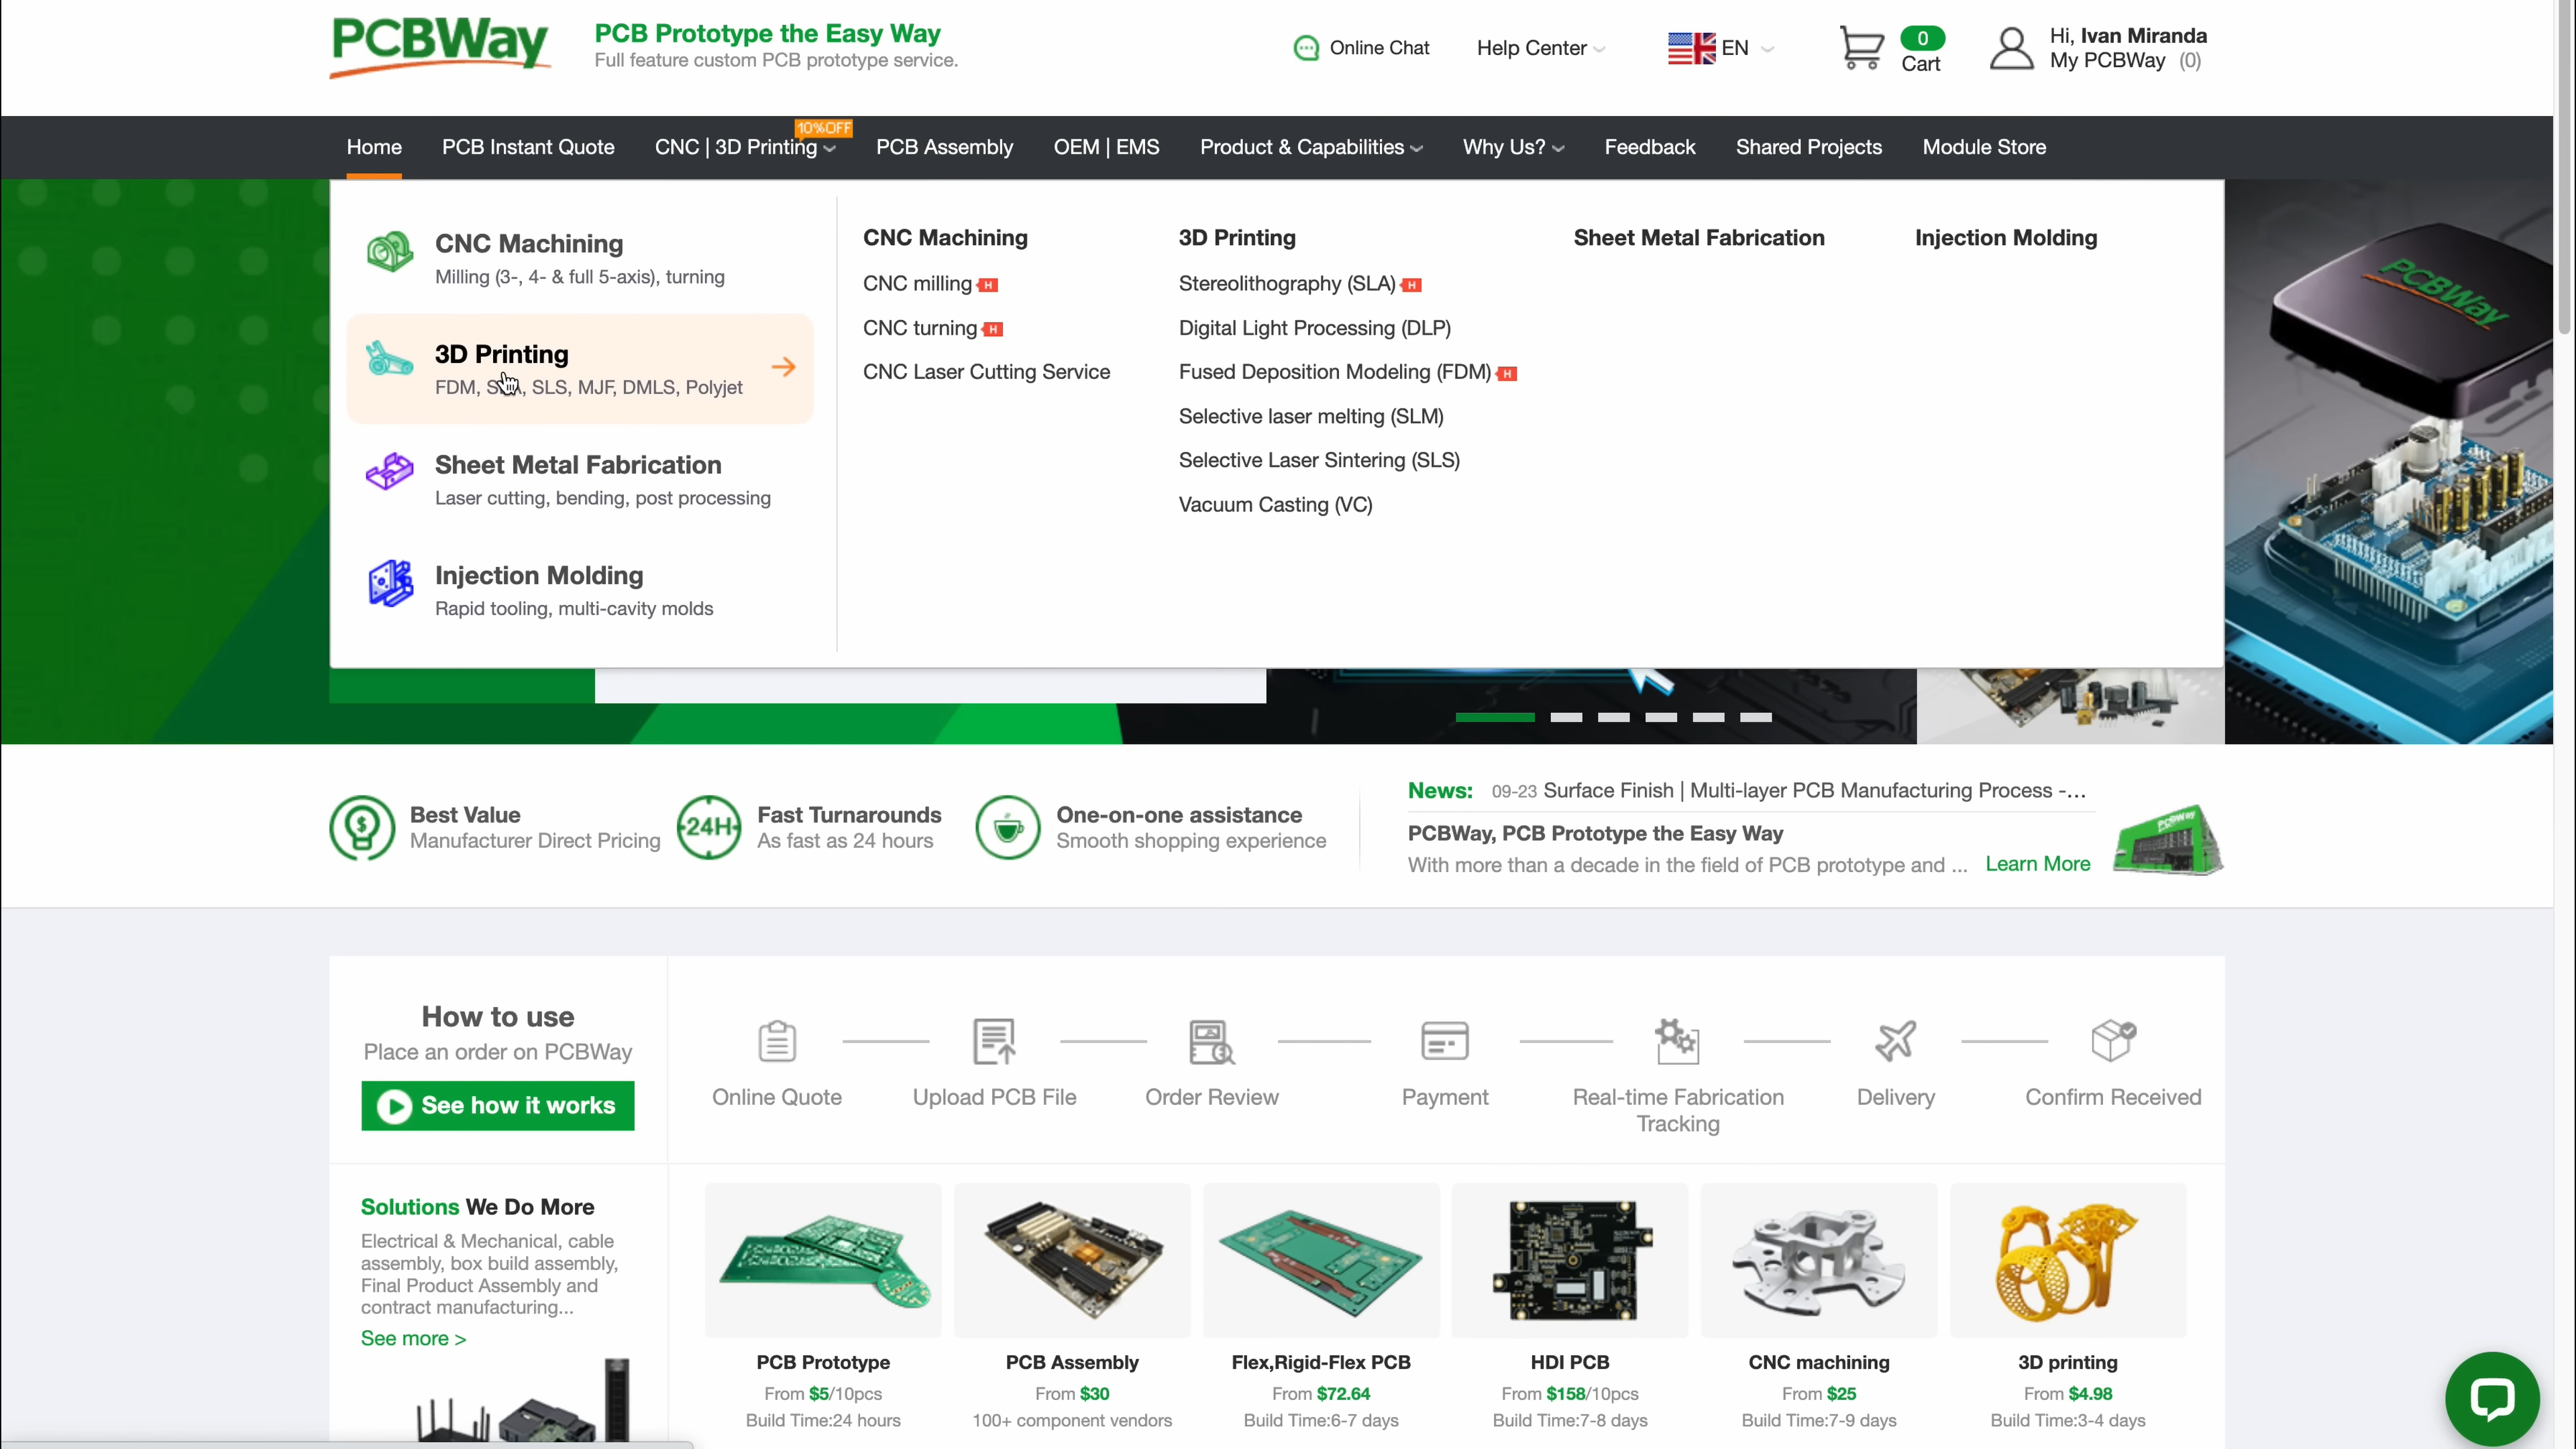 PCBWay
PCB Prototype the Easy Way
Full feature custom PCB prototype service.
Online Chat
Help Center
EN
0
Cart
Hi, Ivan Miranda
My PCBWay (0)
10%OFF
Home
PCB Instant Quote
CNC | 3D Printing
PCB Assembly
OEM | EMS
Product & Capabilities
Why Us?
Feedback
Shared Projects
Module Store
CNC Machining
Milling (3-, 4- & full 5-axis), turning
3D Printing
FDM, SLA, SLS, MJF, DMLS, Polyjet
Sheet Metal Fabrication
Laser cutting, bending, post processing
Injection Molding
Rapid tooling, multi-cavity molds
CNC Machining
CNC milling H
CNC turning H
CNC Laser Cutting Service
3D Printing
Stereolithography (SLA) H
Digital Light Processing (DLP)
Fused Deposition Modeling (FDM) H
Selective laser melting (SLM)
Selective Laser Sintering (SLS)
Vacuum Casting (VC)
Sheet Metal Fabrication
Injection Molding
PCBWay
Best Value
Manufacturer Direct Pricing
24H
Fast Turnarounds
As fast as 24 hours
One-on-one assistance
Smooth shopping experience
News: 09-23 Surface Finish | Multi-layer PCB Manufacturing Process -...
PCBWay, PCB Prototype the Easy Way
With more than a decade in the field of PCB prototype and ... Learn More
PCBWay
How to use
Place an order on PCBWay
See how it works
Online Quote
Upload PCB File
Order Review
Payment
Real-time Fabrication
Tracking
Delivery
Confirm Received
Solutions We Do More
Electrical & Mechanical, cable
assembly, box build assembly,
Final Product Assembly and
contract manufacturing...
See more >
PCB Prototype
From $5/10pcs
Build Time:24 hours
PCB Assembly
From $30
100+ component vendors
Flex,Rigid-Flex PCB
From $72.64
Build Time:6-7 days
HDI PCB
From $158/10pcs
Build Time:7-8 days
CNC machining
From $25
Build Time:7-9 days
3D printing
From $4.98
Build Time:3-4 days